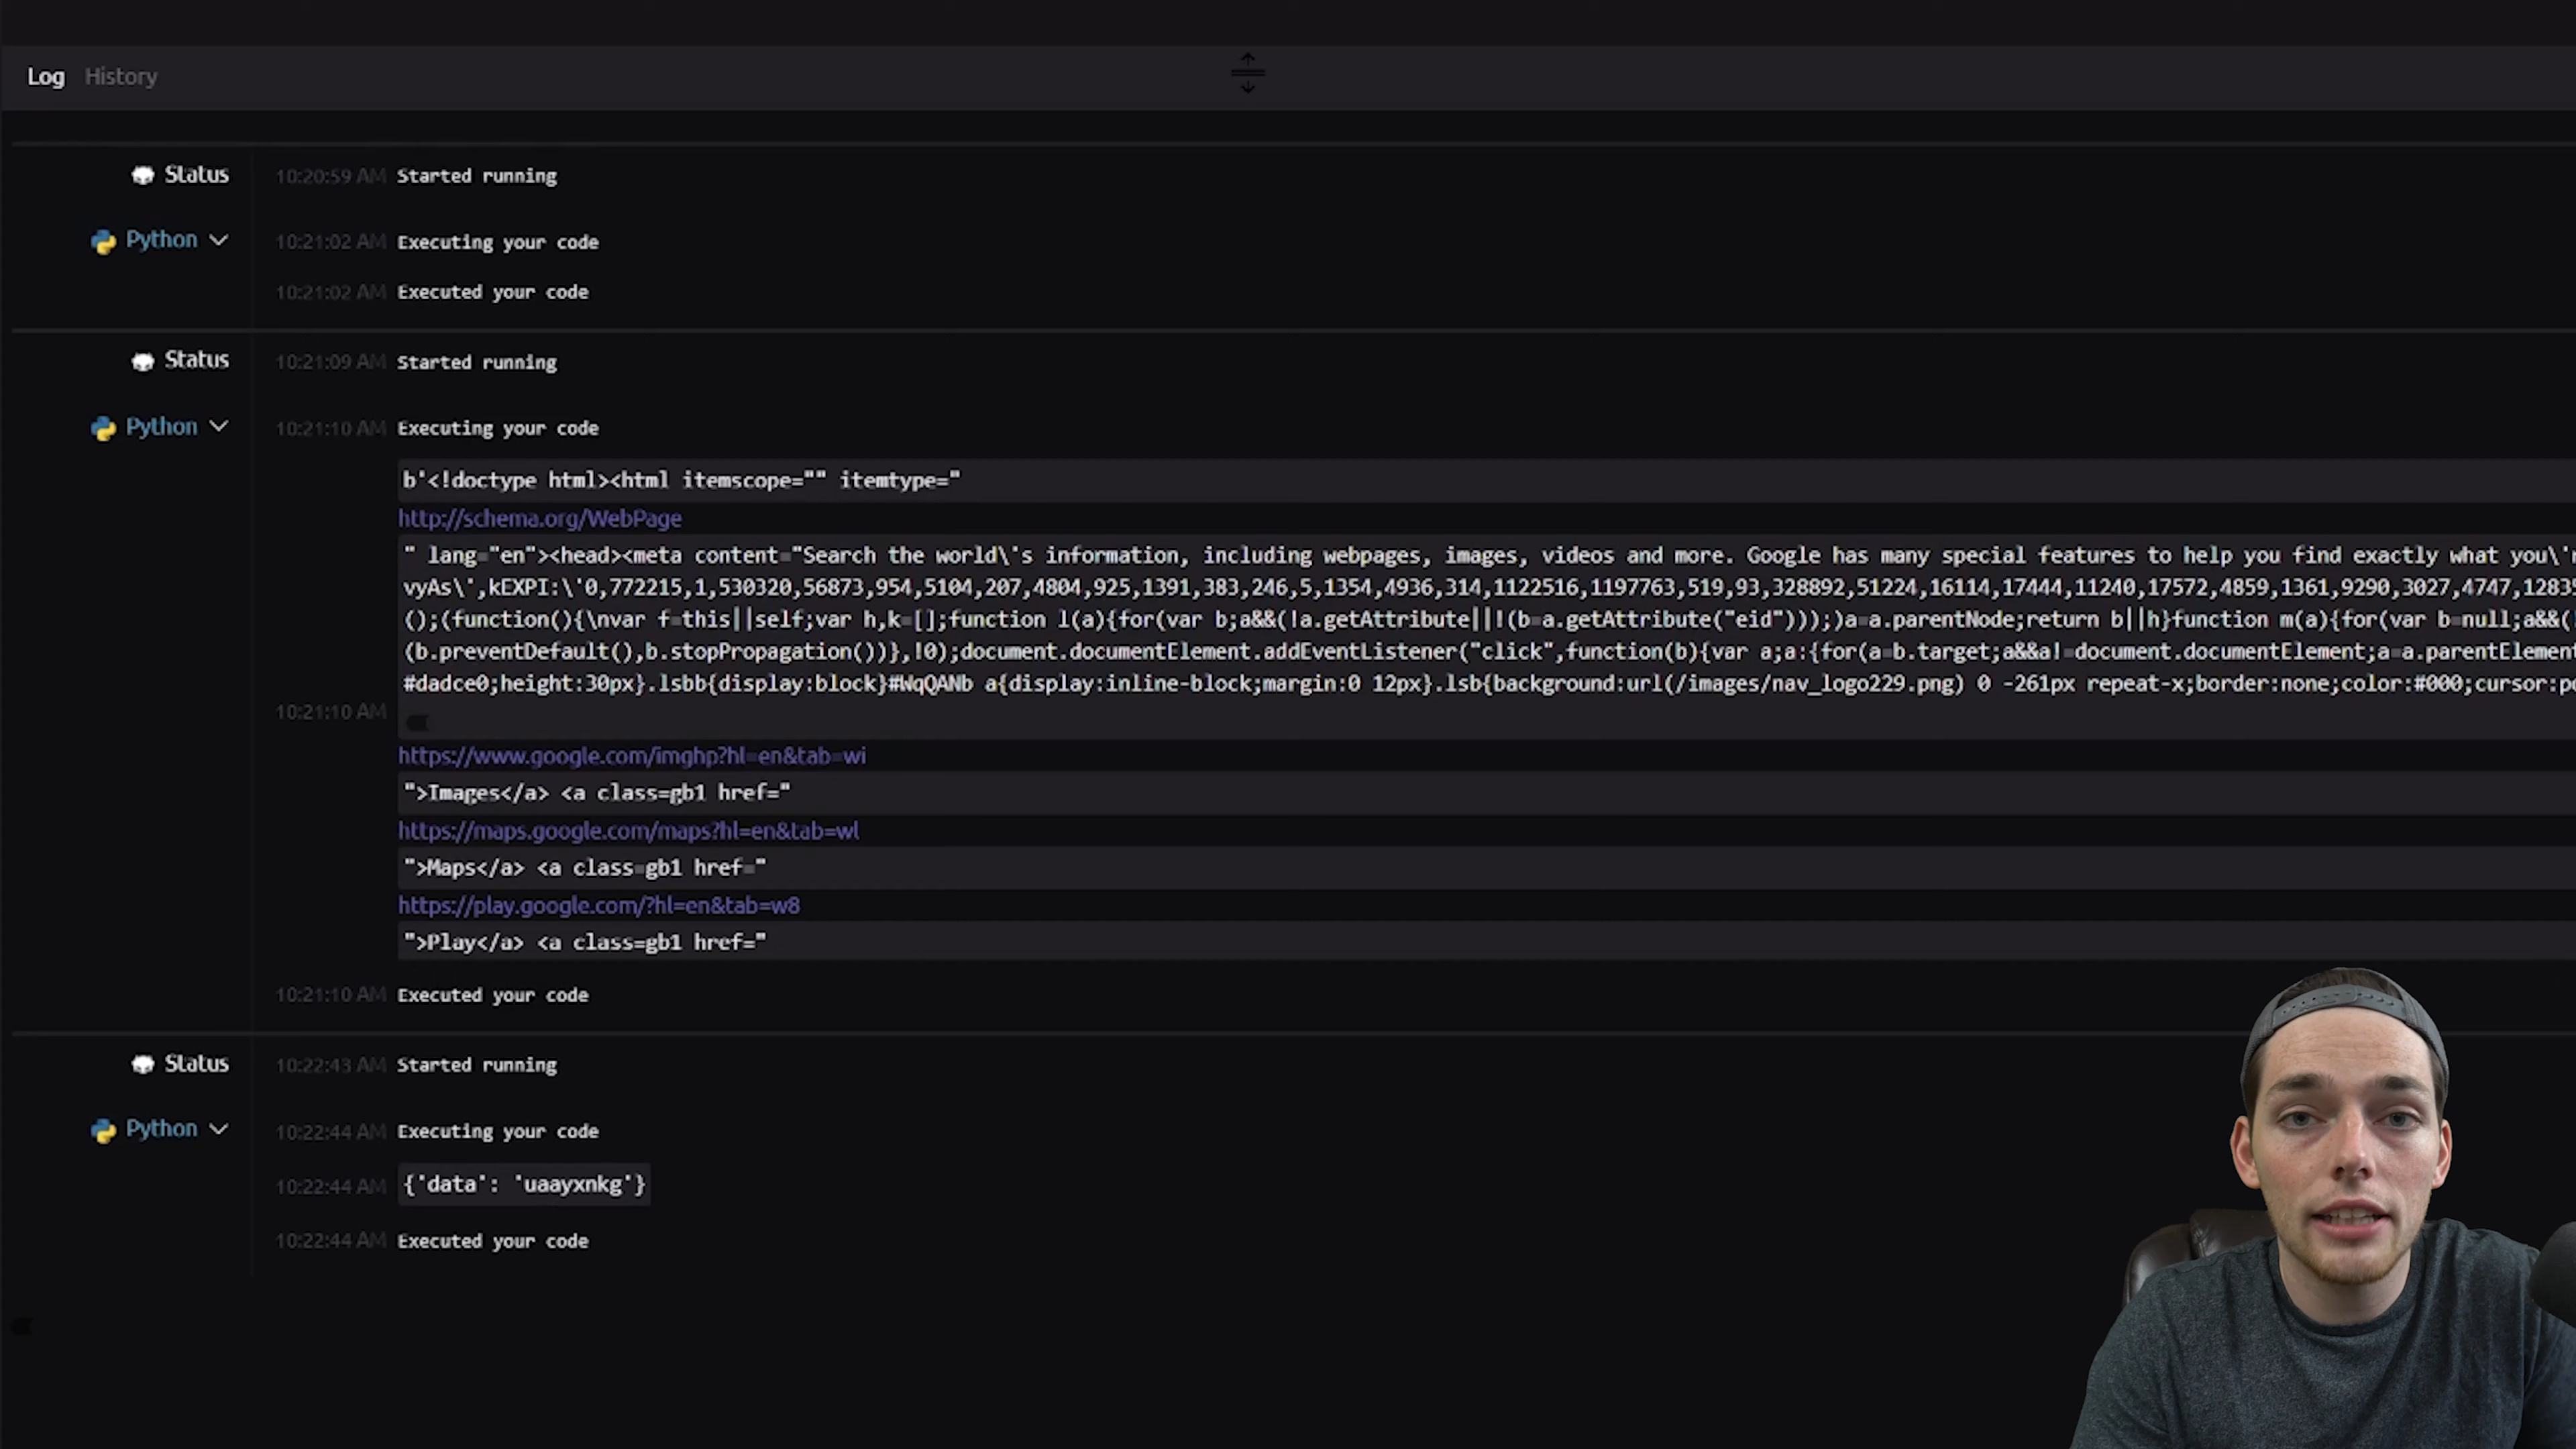 Log History
Status 10:20:59 AM Started running
Python 10:21:02 AM Executing your code
10:21:02 AM Executed your code
Status 10:21:09 AM Started running
Python 10:21:10 AM Executing your code
b'<!doctype html><html itemscope="" itemtype="
http://schema.org/WebPage
" lang="en"><head><meta content="Search the world\'s information, including webpages, images, videos and more. Google has many special features to help you find exactly what you\'
vyAs\',kEXPI:\'0,772215,1,530320,56873,954,5104,207,4804,925,1391,383,246,5,1354,4936,314,1122516,1197763,519,93,328892,51224,16114,17444,11240,17572,4859,1361,9290,3027,4747,12835
();(function(){\nvar f=this||self;var h,k=[];function l(a){for(var b;a&&(!a.getAttribute||!(b=a.getAttribute("eid")));)a=a.parentNode;return b||h}function m(a){for(var b=null;a&&(
(b.preventDefault(),b.stopPropagation())},!0);document.documentElement.addEventListener("click",function(b){var a;a:{for(a=b.target;a&&a!=document.documentElement;a=a.parentElement
#dadce0;height:30px}.lsbb{display:block}#WqQANb a{display:inline-block;margin:0 12px}.lsb{background:url(/images/nav_logo229.png) 0 -261px repeat-x;border:none;color:#000;cursor:po
10:21:10 AM
https://www.google.com/imghp?hl=en&tab=wi
">Images</a> <a class=gb1 href="
https://maps.google.com/maps?hl=en&tab=wl
">Maps</a> <a class=gb1 href="
https://play.google.com/?hl=en&tab=w8
">Play</a> <a class=gb1 href="
10:21:10 AM Executed your code
Status 10:22:43 AM Started running
Python 10:22:44 AM Executing your code
10:22:44 AM {'data': 'uaayxnkg'}
10:22:44 AM Executed your code